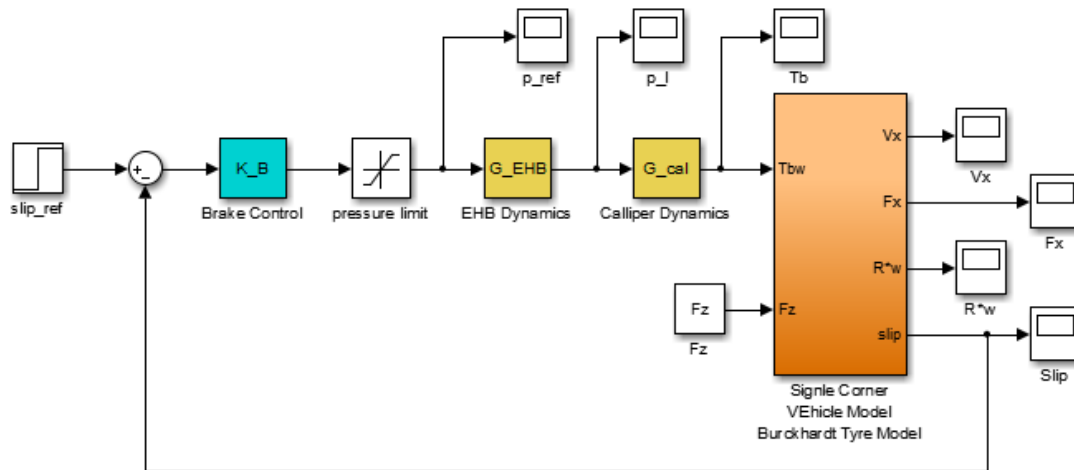 p_ref
p_l
Tb
slip_ref
+
-
K_B
Brake Control
pressure limit
G_EHB
EHB Dynamics
G_cal
Calliper Dynamics
Tbw
Fz
Vx
Fx
R*w
slip
Signle Corner
VEhicle Model
Burckhardt Tyre Model
Fz
Fz
Vx
Fx
R*w
Slip